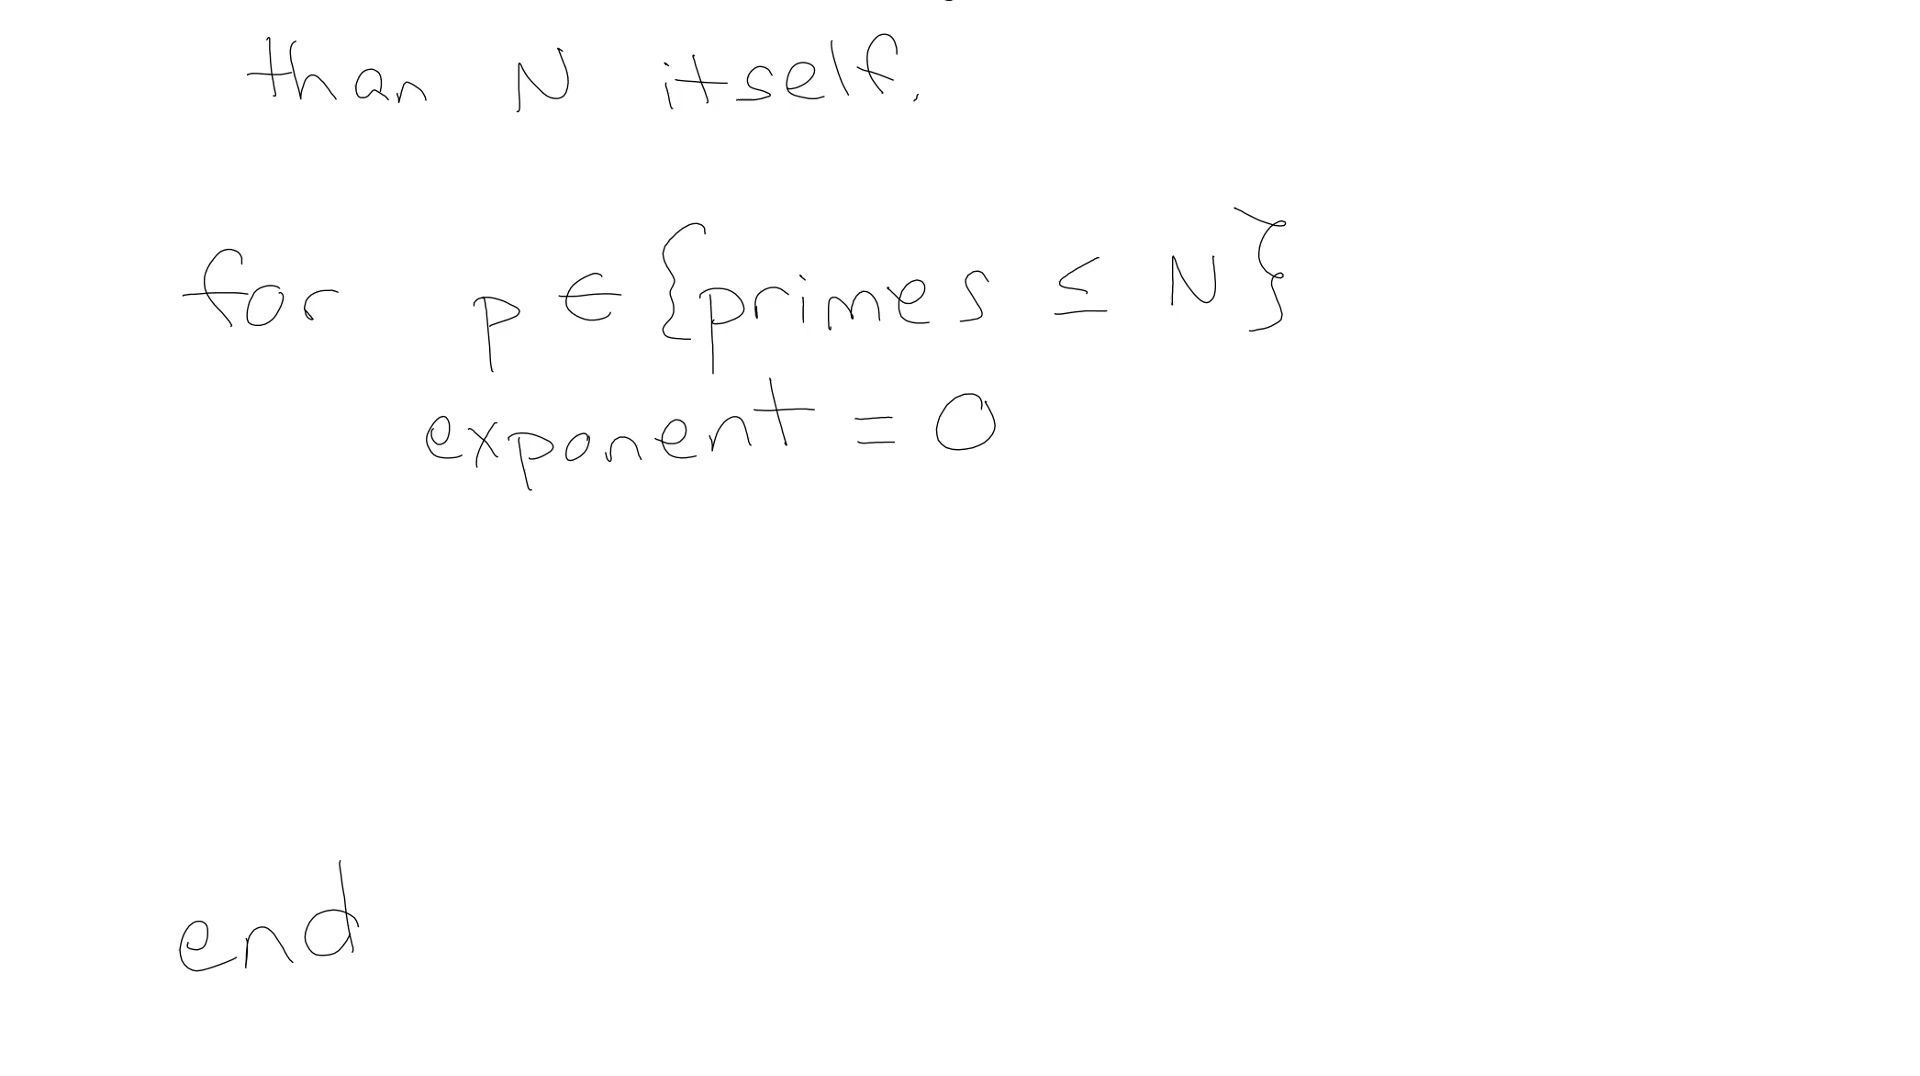 than N itself.
for p ∈ {primes ≤ N}
exponent = 0
end